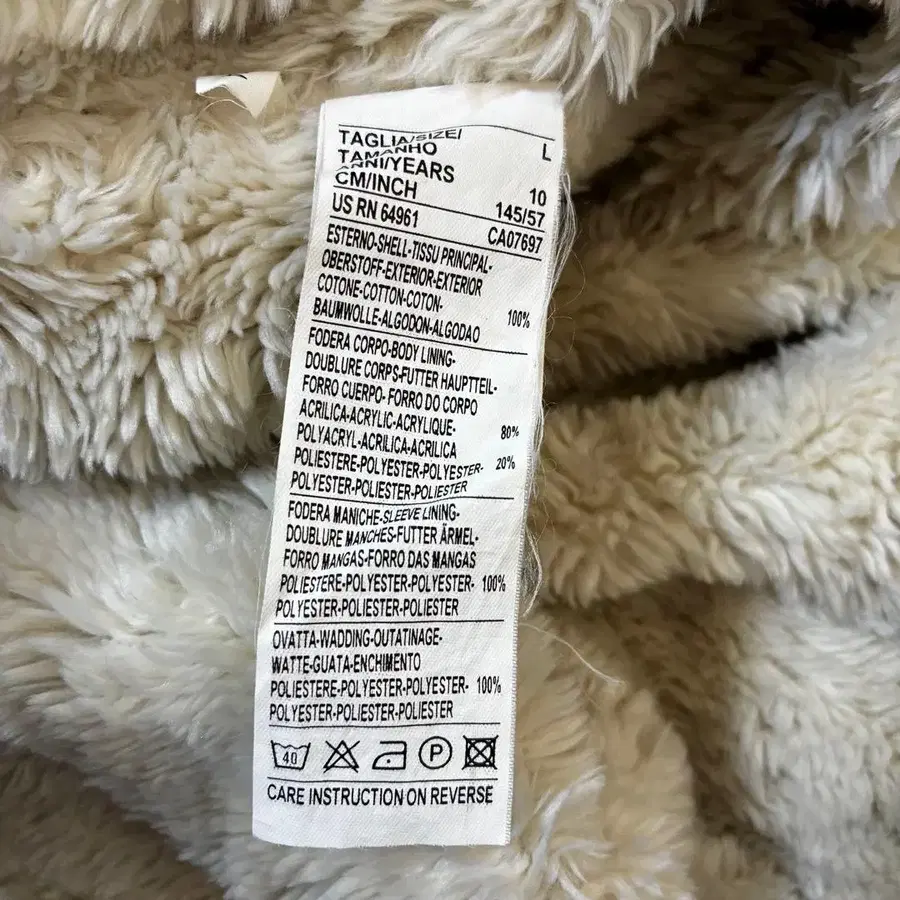 TAGLIA/SIZE/
TAMANHO L
ANNI/YEARS 10
CM/INCH 145/57
US RN 64961 CA07697
ESTERNO-SHELL-TISSU PRINCIPAL-
OBERSTOFF-EXTERIOR-EXTERIOR
COTONE-COTTON-COTON- 100%
BAUMWOLLE-ALGODON-ALGODAO
FODERA CORPO-BODY LINING-
DOUBLURE CORPS-FUTTER HAUPTTEIL-
FORRO CUERPO- FORRO DO CORPO
ACRILICA-ACRYLIC-ACRYLIQUE- 80%
POLYACRYL-ACRILICA-ACRILICA
POLIESTERE-POLYESTER-POLYESTER- 20%
POLYESTER-POLIESTER-POLIESTER
FODERA MANICHE-SLEEVE LINING-
DOUBLURE MANCHES-FUTTER ÄRMEL-
FORRO MANGAS-FORRO DAS MANGAS
POLIESTERE-POLYESTER-POLYESTER- 100%
POLYESTER-POLIESTER-POLIESTER
OVATTA-WADDING-OUTATINAGE-
WATTE-GUATA-ENCHIMENTO
POLIESTERE-POLYESTER-POLYESTER- 100%
POLYESTER-POLIESTER-POLIESTER
40 P
CARE INSTRUCTION ON REVERSE